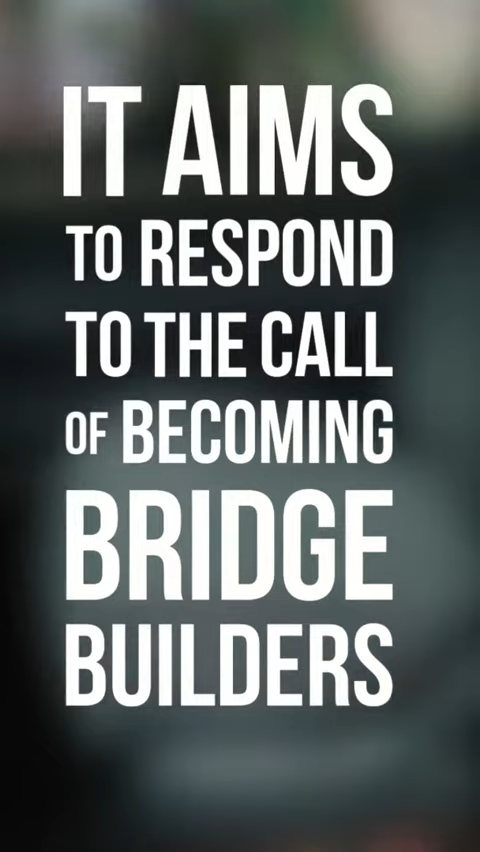 IT AIMS
TO RESPOND
TO THE CALL
OF BECOMING
BRIDGE
BUILDERS